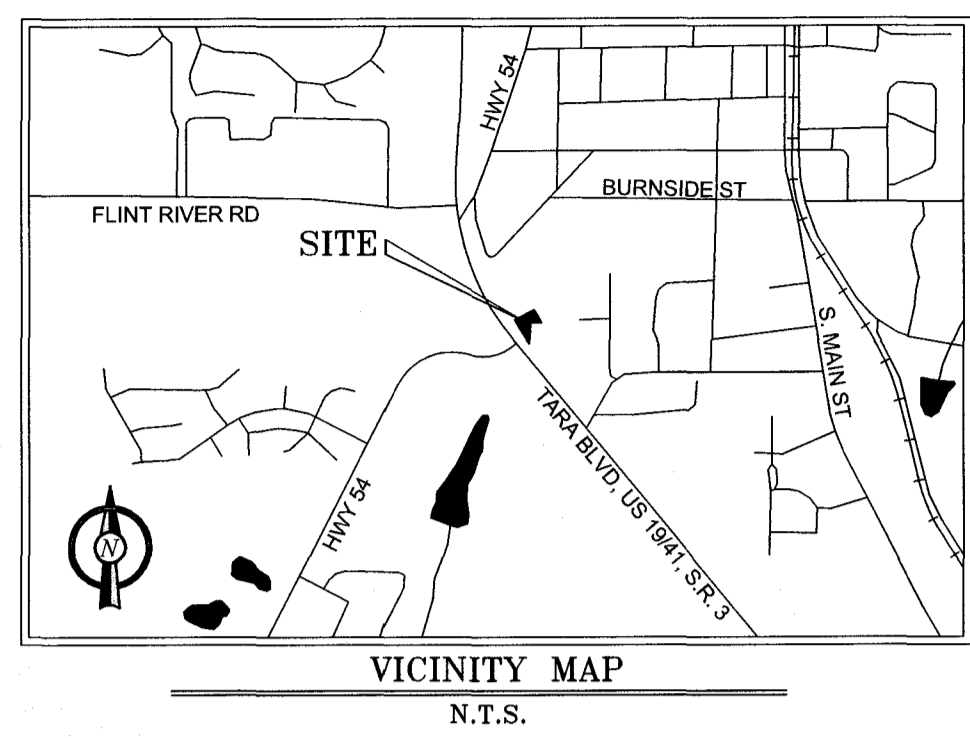 HWY 54
BURNSIDE ST
FLINT RIVER RD
SITE
S. MAIN ST
TARA BLVD, US 19/41, S.R. 3
HWY 54
N
VICINITY MAP
N.T.S.